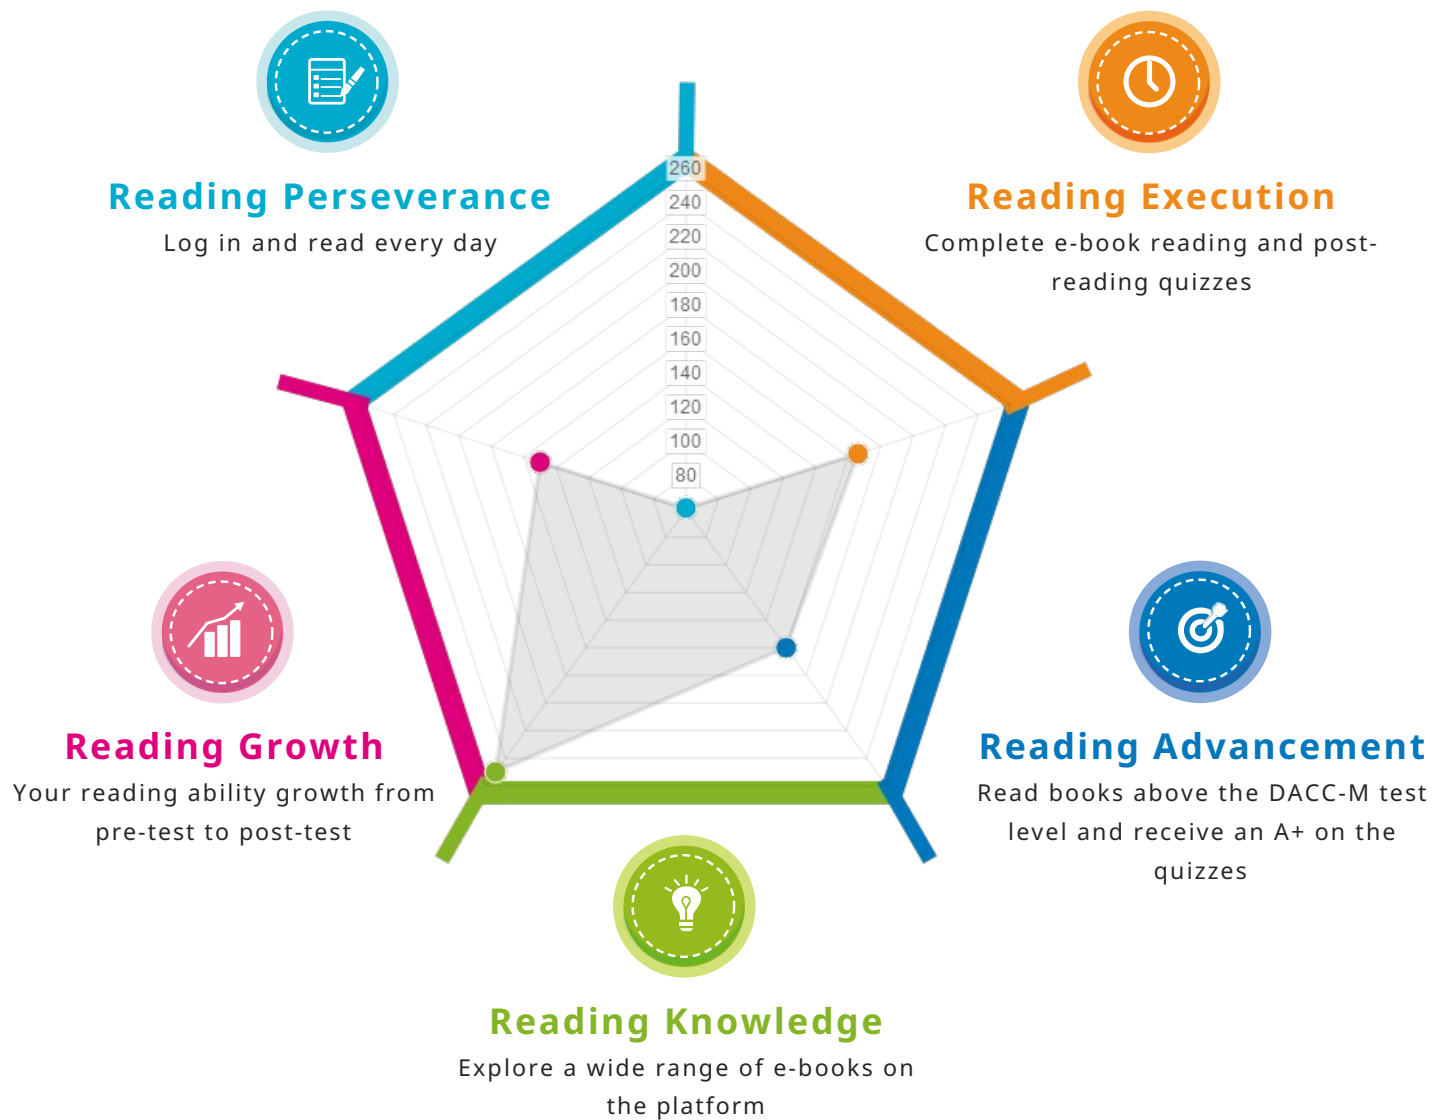 Reading Perseverance
Log in and read every day
Reading Execution
Complete e-book reading and post-
reading quizzes
260
240
220
200
180
160
140
120
100
80
Reading Growth
Your reading ability growth from
pre-test to post-test
Reading Advancement
Read books above the DACC-M test
level and receive an A+ on the
quizzes
Reading Knowledge
Explore a wide range of e-books on
the platform